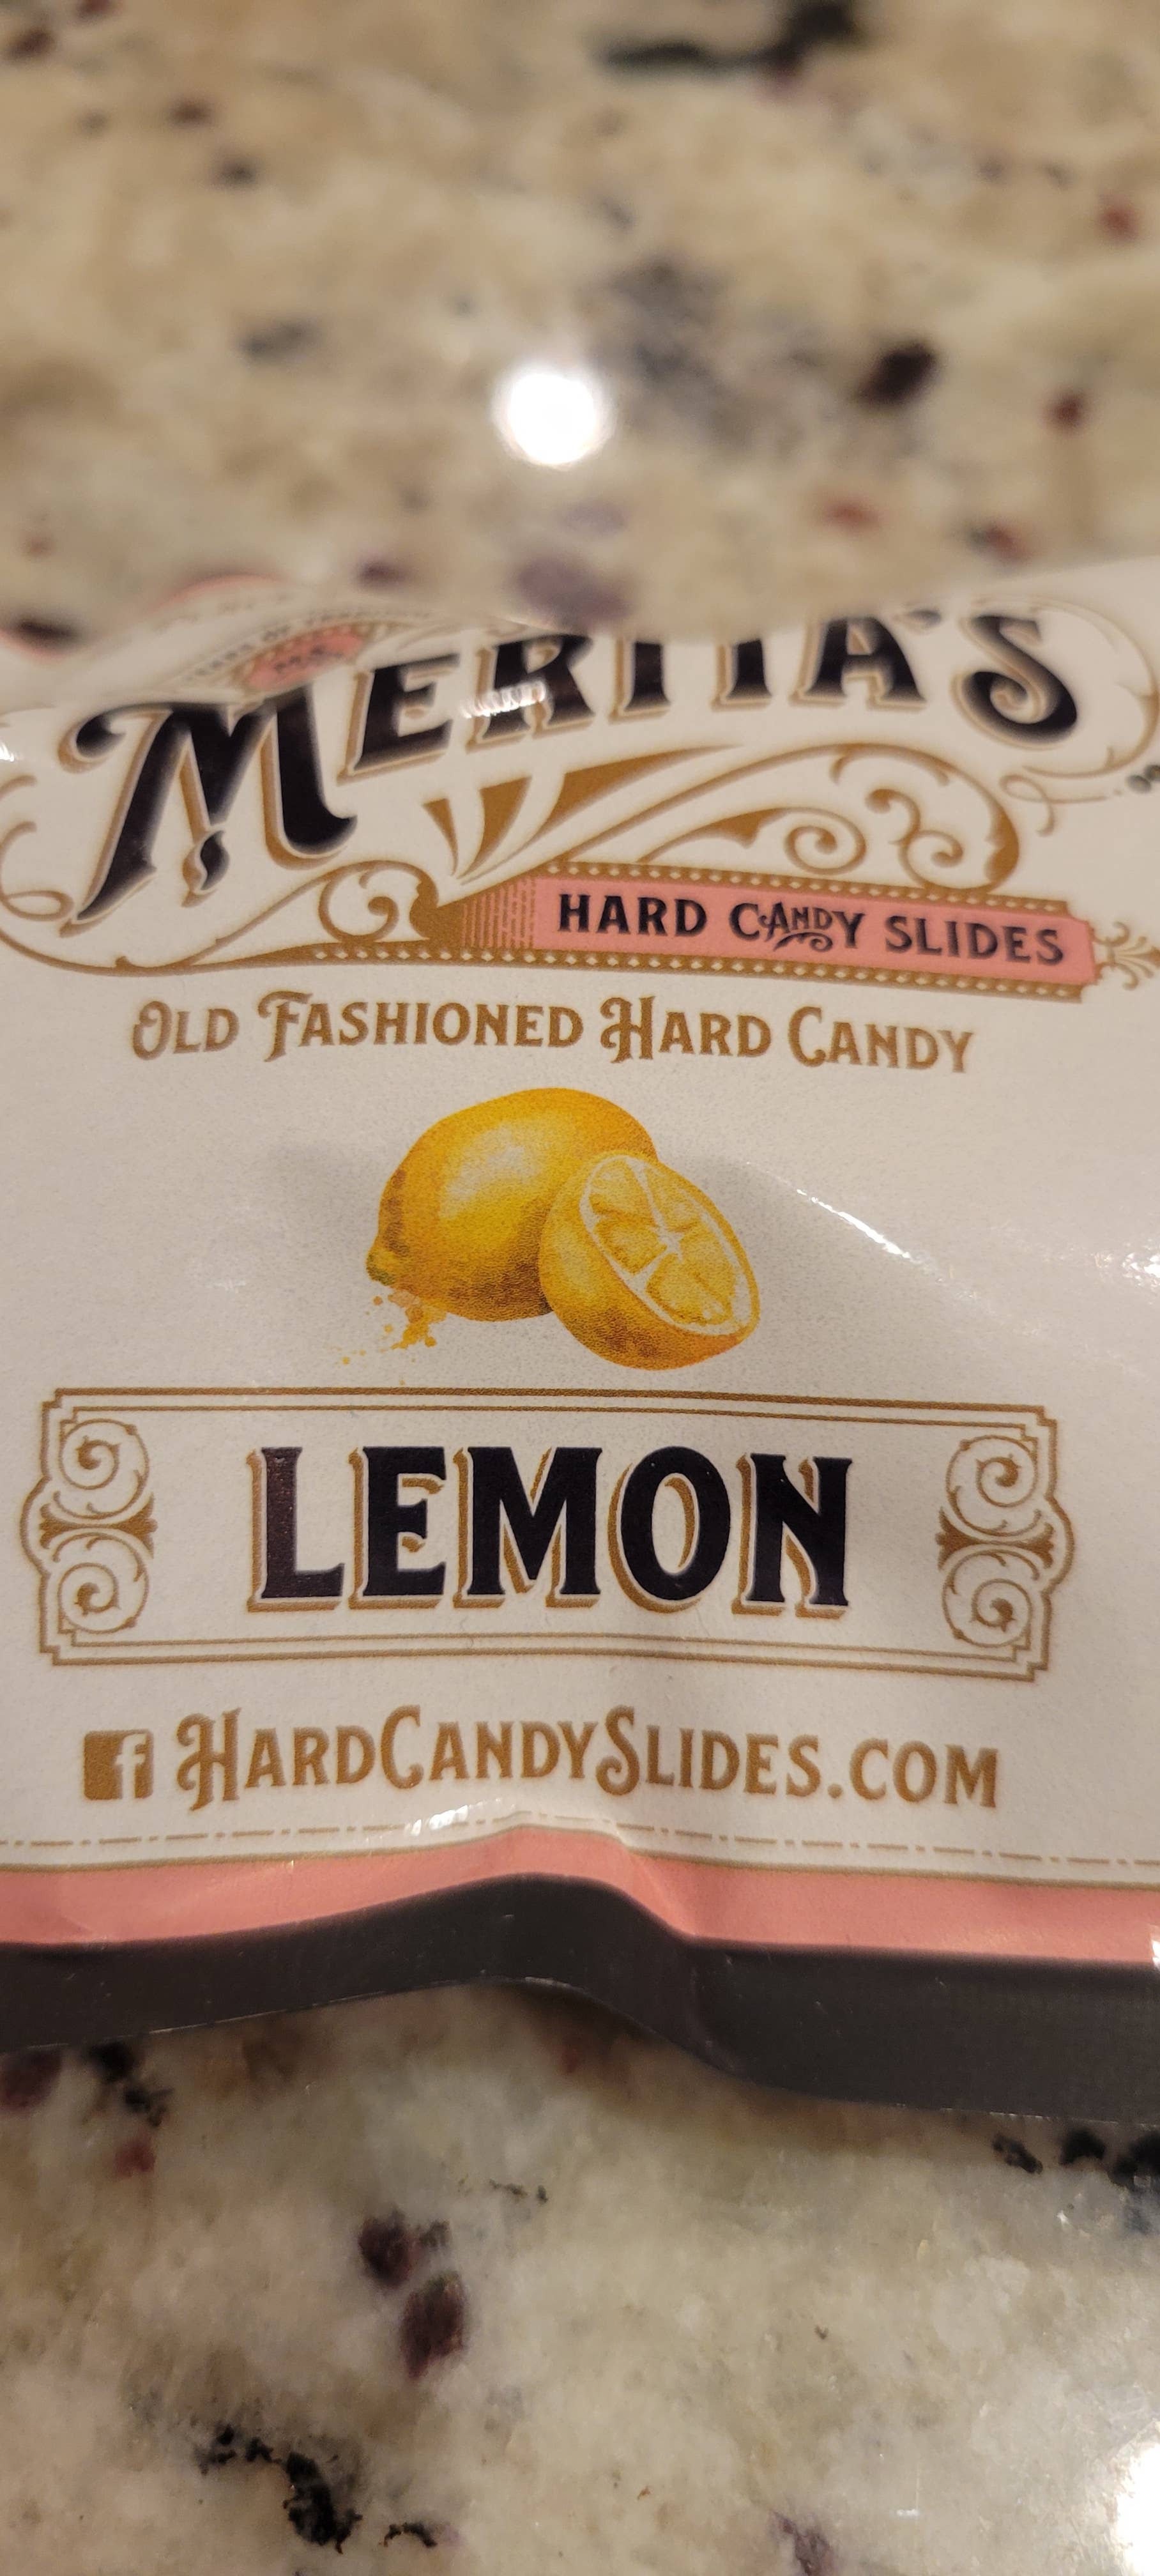 MERITA'S
HARD CANDY SLIDES
OLD FASHIONED HARD CANDY
LEMON
f HARDCANDYSLIDES.COM